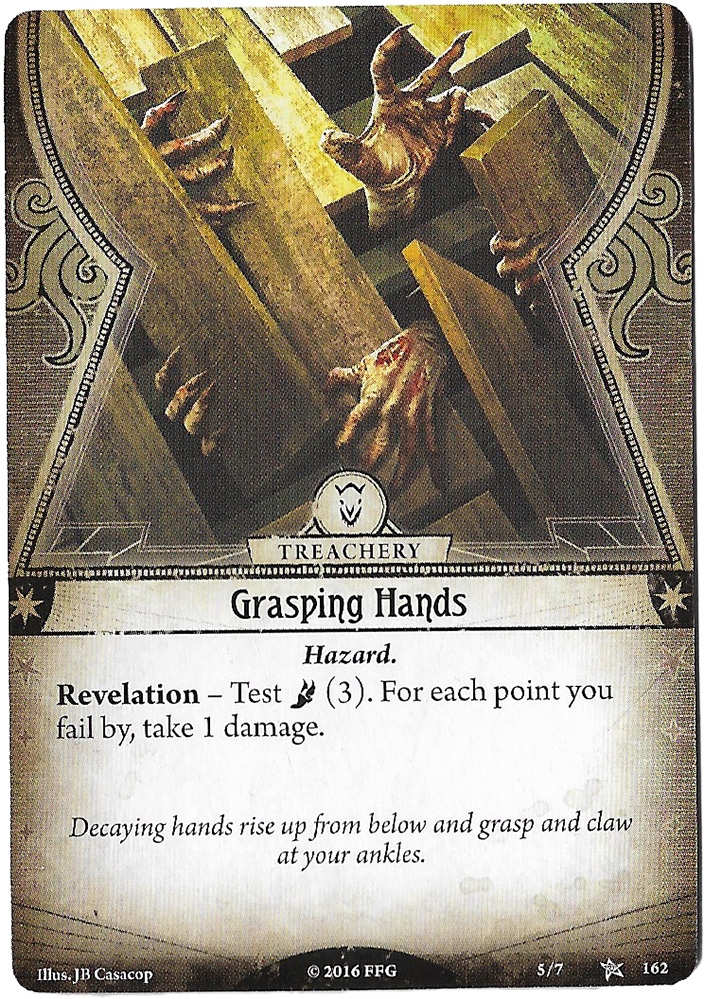 TREACHERY
Grasping Hands
Hazard.
Revelation – Test (3). For each point you
fail by, take 1 damage.
Decaying hands rise up from below and grasp and claw
at your ankles.
Illus. JB Casacop © 2016 FFG 5/7 162